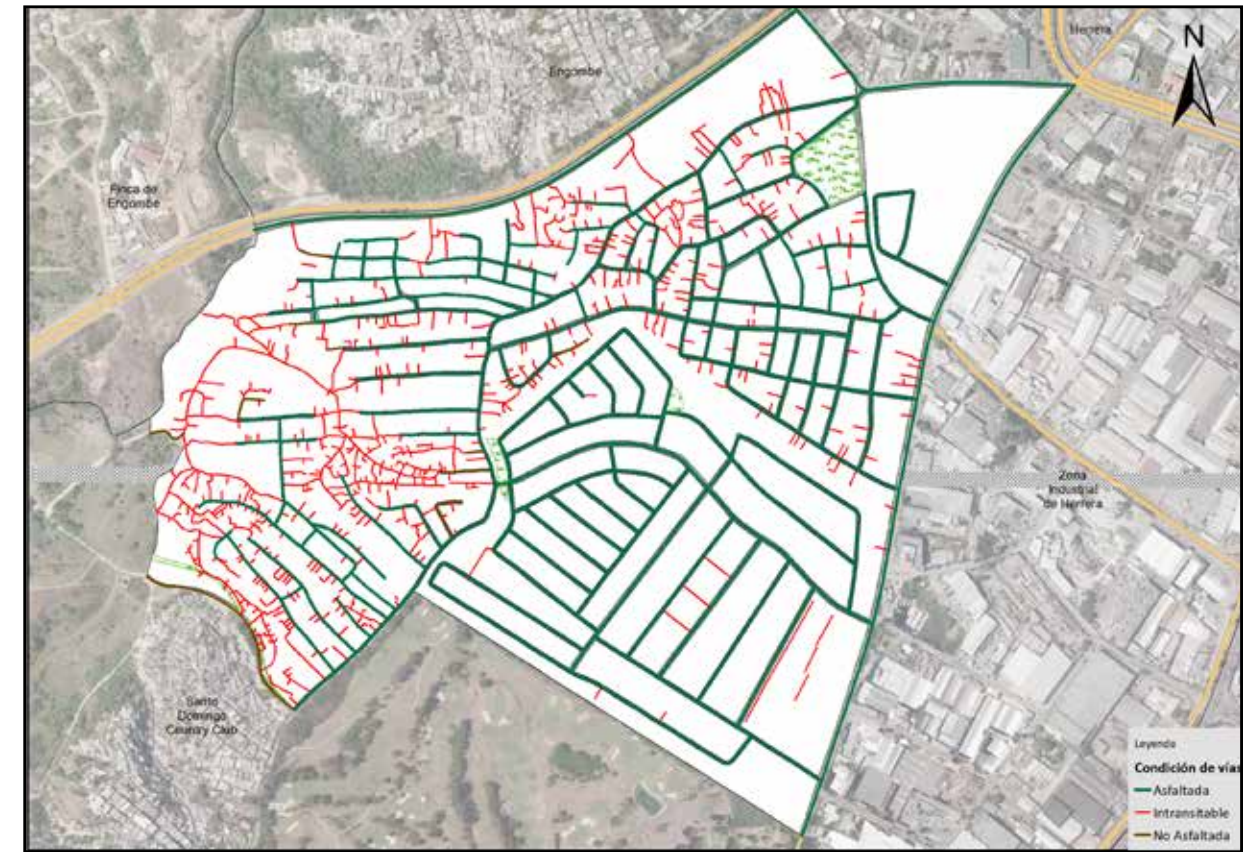 Herrera
N
Engombe
Finca de
Engombe
Zona
Industrial
de Herrera
Santo
Domingo
Country Club
Leyenda
Condición de vías
Asfaltada
Intransitable
No Asfaltada